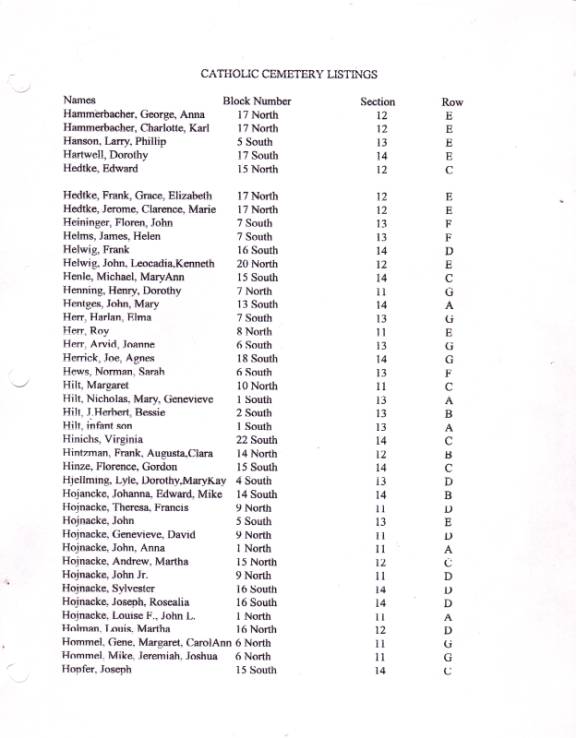 CATHOLIC CEMETERY LISTINGS
Names Block Number Section Row
Hammerbacher, George, Anna 17 North 12 E
Hammerbacher, Charlotte, Karl 17 North 12 E
Hanson, Larry, Phillip 5 South 13 E
Hartwell, Dorothy 17 South 14 E
Hedtke, Edward 15 North 12 C
Hedtke, Frank, Grace, Elizabeth 17 North 12 E
Hedtke, Jerome, Clarence, Marie 17 North 12 E
Heininger, Floren, John 7 South 13 F
Helms, James, Helen 7 South 13 F
Helwig, Frank 16 South 14 D
Helwig, John, Leocadia,Kenneth 20 North 12 E
Henle, Michael, MaryAnn 15 South 14 C
Henning, Henry, Dorothy 7 North 11 G
Hentges, John, Mary 13 South 14 A
Herr, Harlan, Elma 7 South 13 G
Herr, Roy 8 North 11 E
Herr, Arvid, Joanne 6 South 13 G
Herrick, Joe, Agnes 18 South 14 G
Hews, Norman, Sarah 6 South 13 F
Hilt, Margaret 10 North 11 C
Hilt, Nicholas, Mary, Genevieve 1 South 13 A
Hilt, J.Herbert, Bessie 2 South 13 B
Hilt, infant son 1 South 13 A
Hinichs, Virginia 22 South 14 C
Hintzman, Frank, Augusta,Clara 14 North 12 B
Hinze, Florence, Gordon 15 South 14 C
Hjellming, Lyle, Dorothy,MaryKay 4 South 13 D
Hojancke, Johanna, Edward, Mike 14 South 14 B
Hojnacke, Theresa, Francis 9 North 11 D
Hojnacke, John 5 South 13 E
Hojnacke, Genevieve, David 9 North 11 D
Hojnacke, John, Anna 1 North 11 A
Hojnacke, Andrew, Martha 15 North 12 C
Hojnacke, John Jr. 9 North 11 D
Hojnacke, Sylvester 16 South 14 D
Hojnacke, Joseph, Rosealia 16 South 14 D
Hojnacke, Louise F., John L. 1 North 11 A
Holman, Louis, Martha 16 North 12 D
Hommel, Gene, Margaret, CarolAnn 6 North 11 G
Hommel, Mike, Jeremiah, Joshua 6 North 11 G
Hopfer, Joseph 15 South 14 C